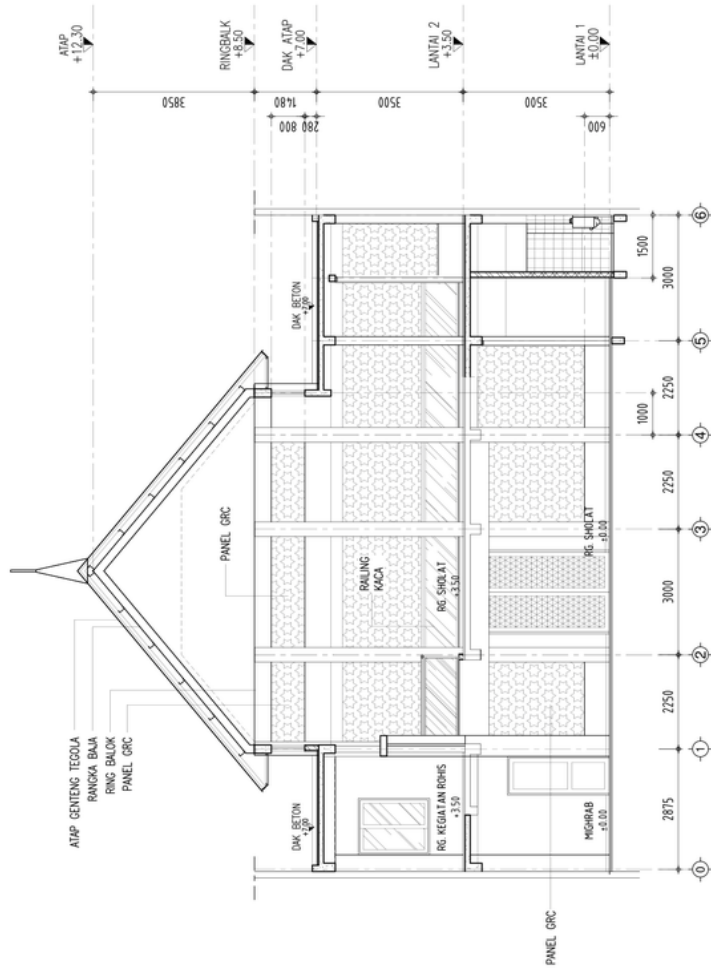 ATAP
+12.30
RINGBALK
+8.50
DAK ATAP
+7.00
LANTAI 2
+3.50
LANTAI 1
±0.00
3850
1480
3500
3500
800
280
600
ATAP GENTENG TEGOLA
RANGKA BAJA
RING BALOK
PANEL GRC
PANEL GRC
DAK BETON
+7.00
DAK BETON
+7.00
RAILING
KACA
RG. SHOLAT
+3.50
RG. KEGIATAN ROHIS
+3.50
RG. SHOLAT
±0.00
MIGHRAB
±0.00
PANEL GRC
1000
1500
2875
2250
3000
2250
2250
3000
0
1
2
3
4
5
6